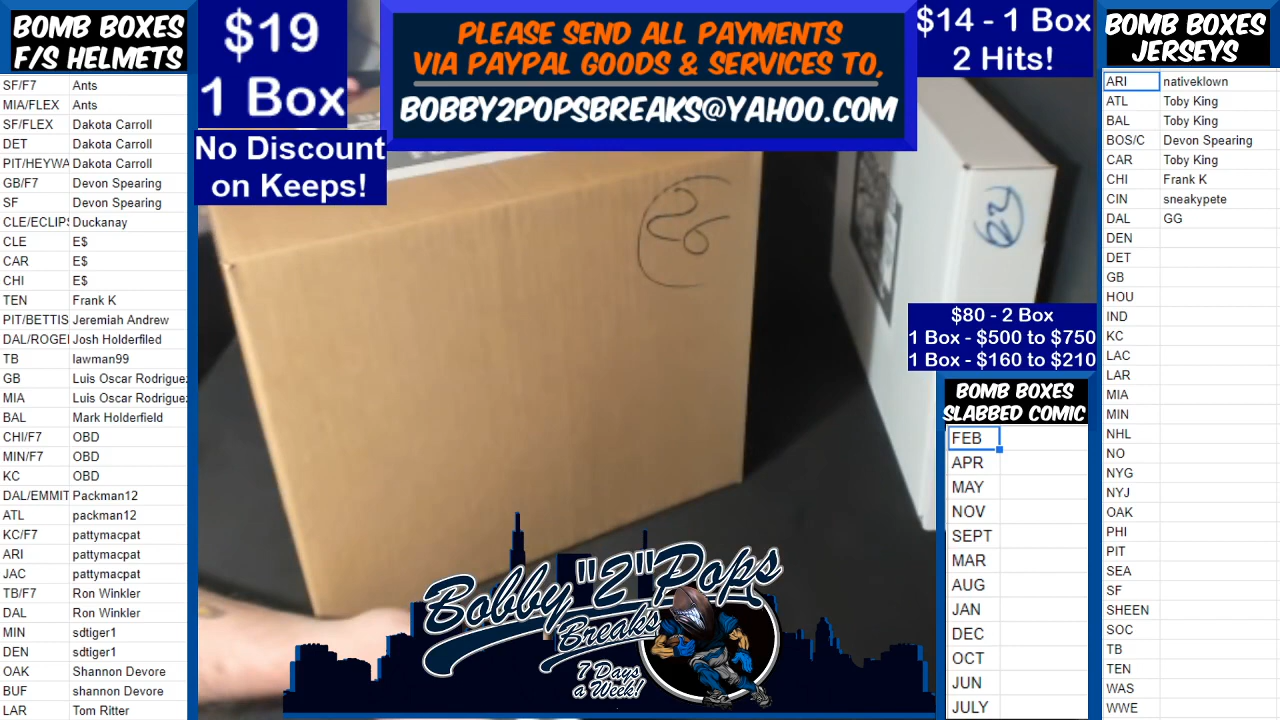 BOMB BOXES
F/S HELMETS
SF/F7 Ants
MIA/FLEX Ants
SF/FLEX Dakota Carroll
DET Dakota Carroll
PIT/HEYWA Dakota Carroll
GB/F7 Devon Spearing
SF Devon Spearing
CLE/ECLIPS Duckanay
CLE E$
CAR E$
CHI E$
TEN Frank K
PIT/BETTIS Jeremiah Andrew
DAL/ROGE Josh Holderfiled
TB lawman99
GB Luis Oscar Rodrigue
MIA Luis Oscar Rodrigue
BAL Mark Holderfield
CHI/F7 OBD
MIN/F7 OBD
KC OBD
DAL/EMMIT Packman12
ATL packman12
KC/F7 pattymacpat
ARI pattymacpat
JAC pattymacpat
TB/F7 Ron Winkler
DAL Ron Winkler
MIN sdtiger1
DEN sdtiger1
OAK Shannon Devore
BUF shannon Devore
LAR Tom Ritter
$19
1 Box
No Discount
on Keeps!
PLEASE SEND ALL PAYMENTS
VIA PAYPAL GOODS & SERVICES TO,
BOBBY2POPSBREAKS@YAHOO.COM
26
Bobby "2" Pops
Breaks
7 Days
a Week!
$14 - 1 Box
2 Hits!
$80 - 2 Box
1 Box - $500 to $750
1 Box - $160 to $210
BOMB BOXES
SLABBED COMIC
FEB
APR
MAY
NOV
SEPT
MAR
AUG
JAN
DEC
OCT
JUN
JULY
BOMB BOXES
JERSEYS
ARI nativeklown
ATL Toby King
BAL Toby King
BOS/C Devon Spearing
CAR Toby King
CHI Frank K
CIN sneakypete
DAL GG
DEN
DET
GB
HOU
IND
KC
LAC
LAR
MIA
MIN
NHL
NO
NYG
NYJ
OAK
PHI
PIT
SEA
SF
SHEEN
SOC
TB
TEN
WAS
WWE